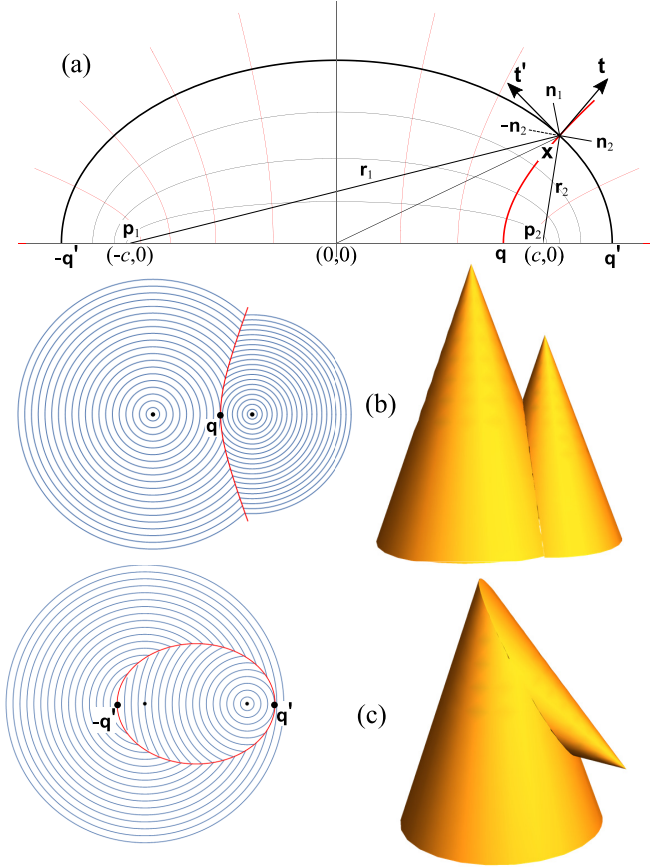 (a)
t'
t
n₁
-n₂
n₂
x
r₁
r₂
p₁
p₂
(-c,0)
(0,0)
(c,0)
-q'
q
q'
q
(b)
-q'
q'
(c)